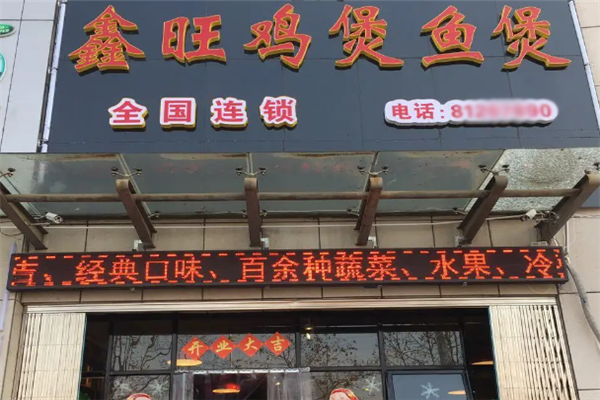 鑫旺鸡煲鱼煲
全国连锁
电话:
、经典口味、百余种蔬菜、水果、冷
开业大吉